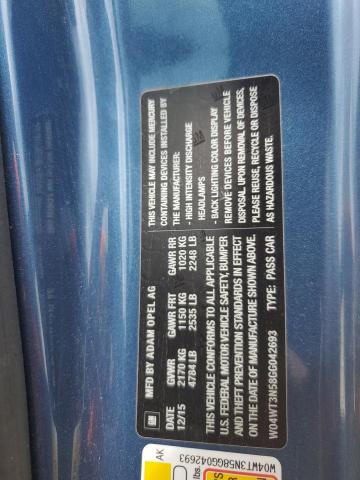 MFD BY ADAM OPEL AG
DATE GVWR GAWR FRT GAWR RR
12/15 2170 KG 1150 KG 1020 KG
4784 LB 2535 LB 2248 LB
THIS VEHICLE CONFORMS TO ALL APPLICABLE
U.S. FEDERAL MOTOR VEHICLE SAFETY, BUMPER
AND THEFT PREVENTION STANDARDS IN EFFECT
ON THE DATE OF MANUFACTURE SHOWN ABOVE.
W04WT3N58GG042693 TYPE: PASS CAR
THIS VEHICLE MAY INCLUDE MERCURY
CONTAINING DEVICES INSTALLED BY
THE MANUFACTURER:
- HIGH INTENSITY DISCHARGE
HEADLAMPS
- BACK LIGHTING COLOR DISPLAY
REMOVE DEVICES BEFORE VEHICLE
DISPOSAL. UPON REMOVAL OF DEVICES,
PLEASE REUSE, RECYCLE OR DISPOSE
AS HAZARDOUS WASTE.
GM
AK
W04WT3N58GG042693